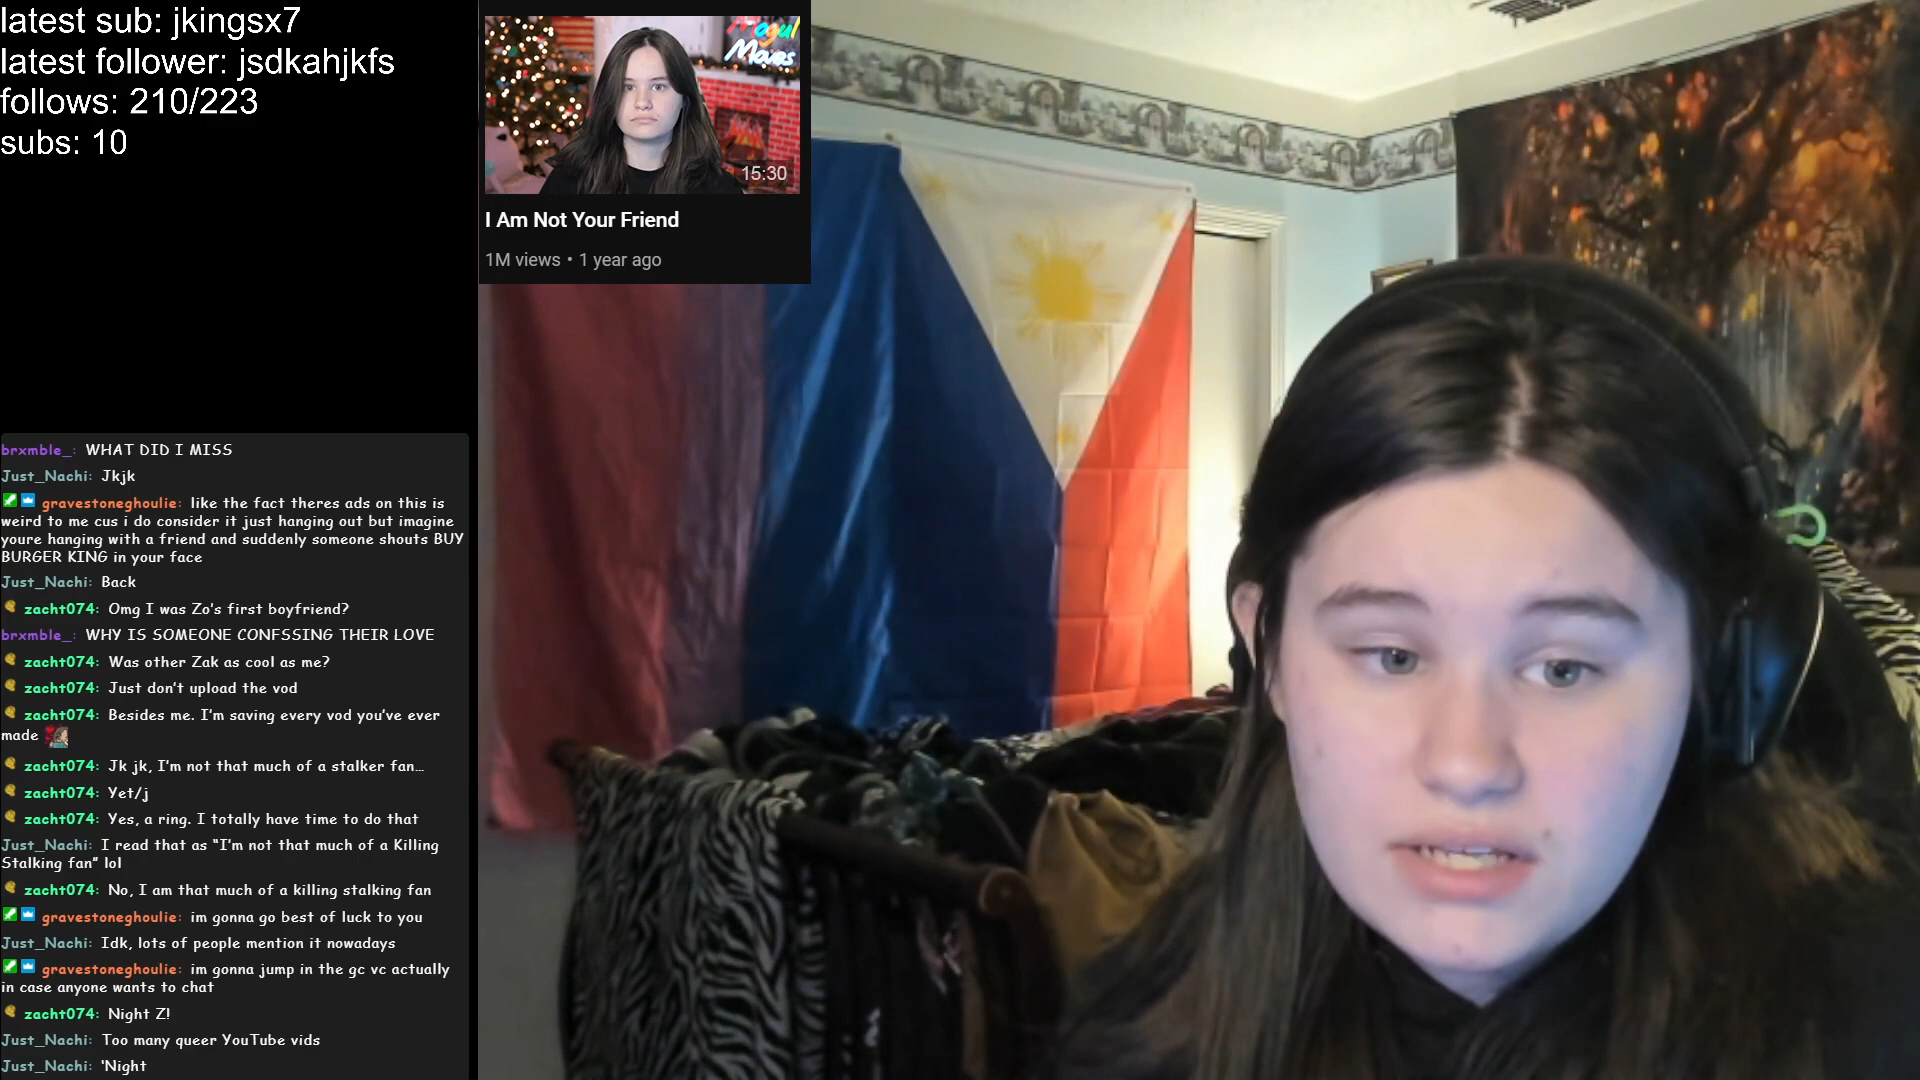 latest sub: jkingsx7
latest follower: jsdkahjkfs
follows: 210/223
subs: 10
Mogul
Moves
15:30
I Am Not Your Friend
1M views • 1 year ago
brxmble_: WHAT DID I MISS
Just_Nachi: Jkjk
gravestoneghoulie: like the fact theres ads on this is
weird to me cus i do consider it just hanging out but imagine
youre hanging with a friend and suddenly someone shouts BUY
BURGER KING in your face
Just_Nachi: Back
zacht074: Omg I was Zo's first boyfriend?
brxmble_: WHY IS SOMEONE CONFSSING THEIR LOVE
zacht074: Was other Zak as cool as me?
zacht074: Just don't upload the vod
zacht074: Besides me. I'm saving every vod you've ever
made
zacht074: Jk jk, I'm not that much of a stalker fan...
zacht074: Yet/j
zacht074: Yes, a ring. I totally have time to do that
Just_Nachi: I read that as “I'm not that much of a Killing
Stalking fan” lol
zacht074: No, I am that much of a killing stalking fan
gravestoneghoulie: im gonna go best of luck to you
Just_Nachi: Idk, lots of people mention it nowadays
gravestoneghoulie: im gonna jump in the gc vc actually
in case anyone wants to chat
zacht074: Night Z!
Just_Nachi: Too many queer YouTube vids
Just_Nachi: 'Night